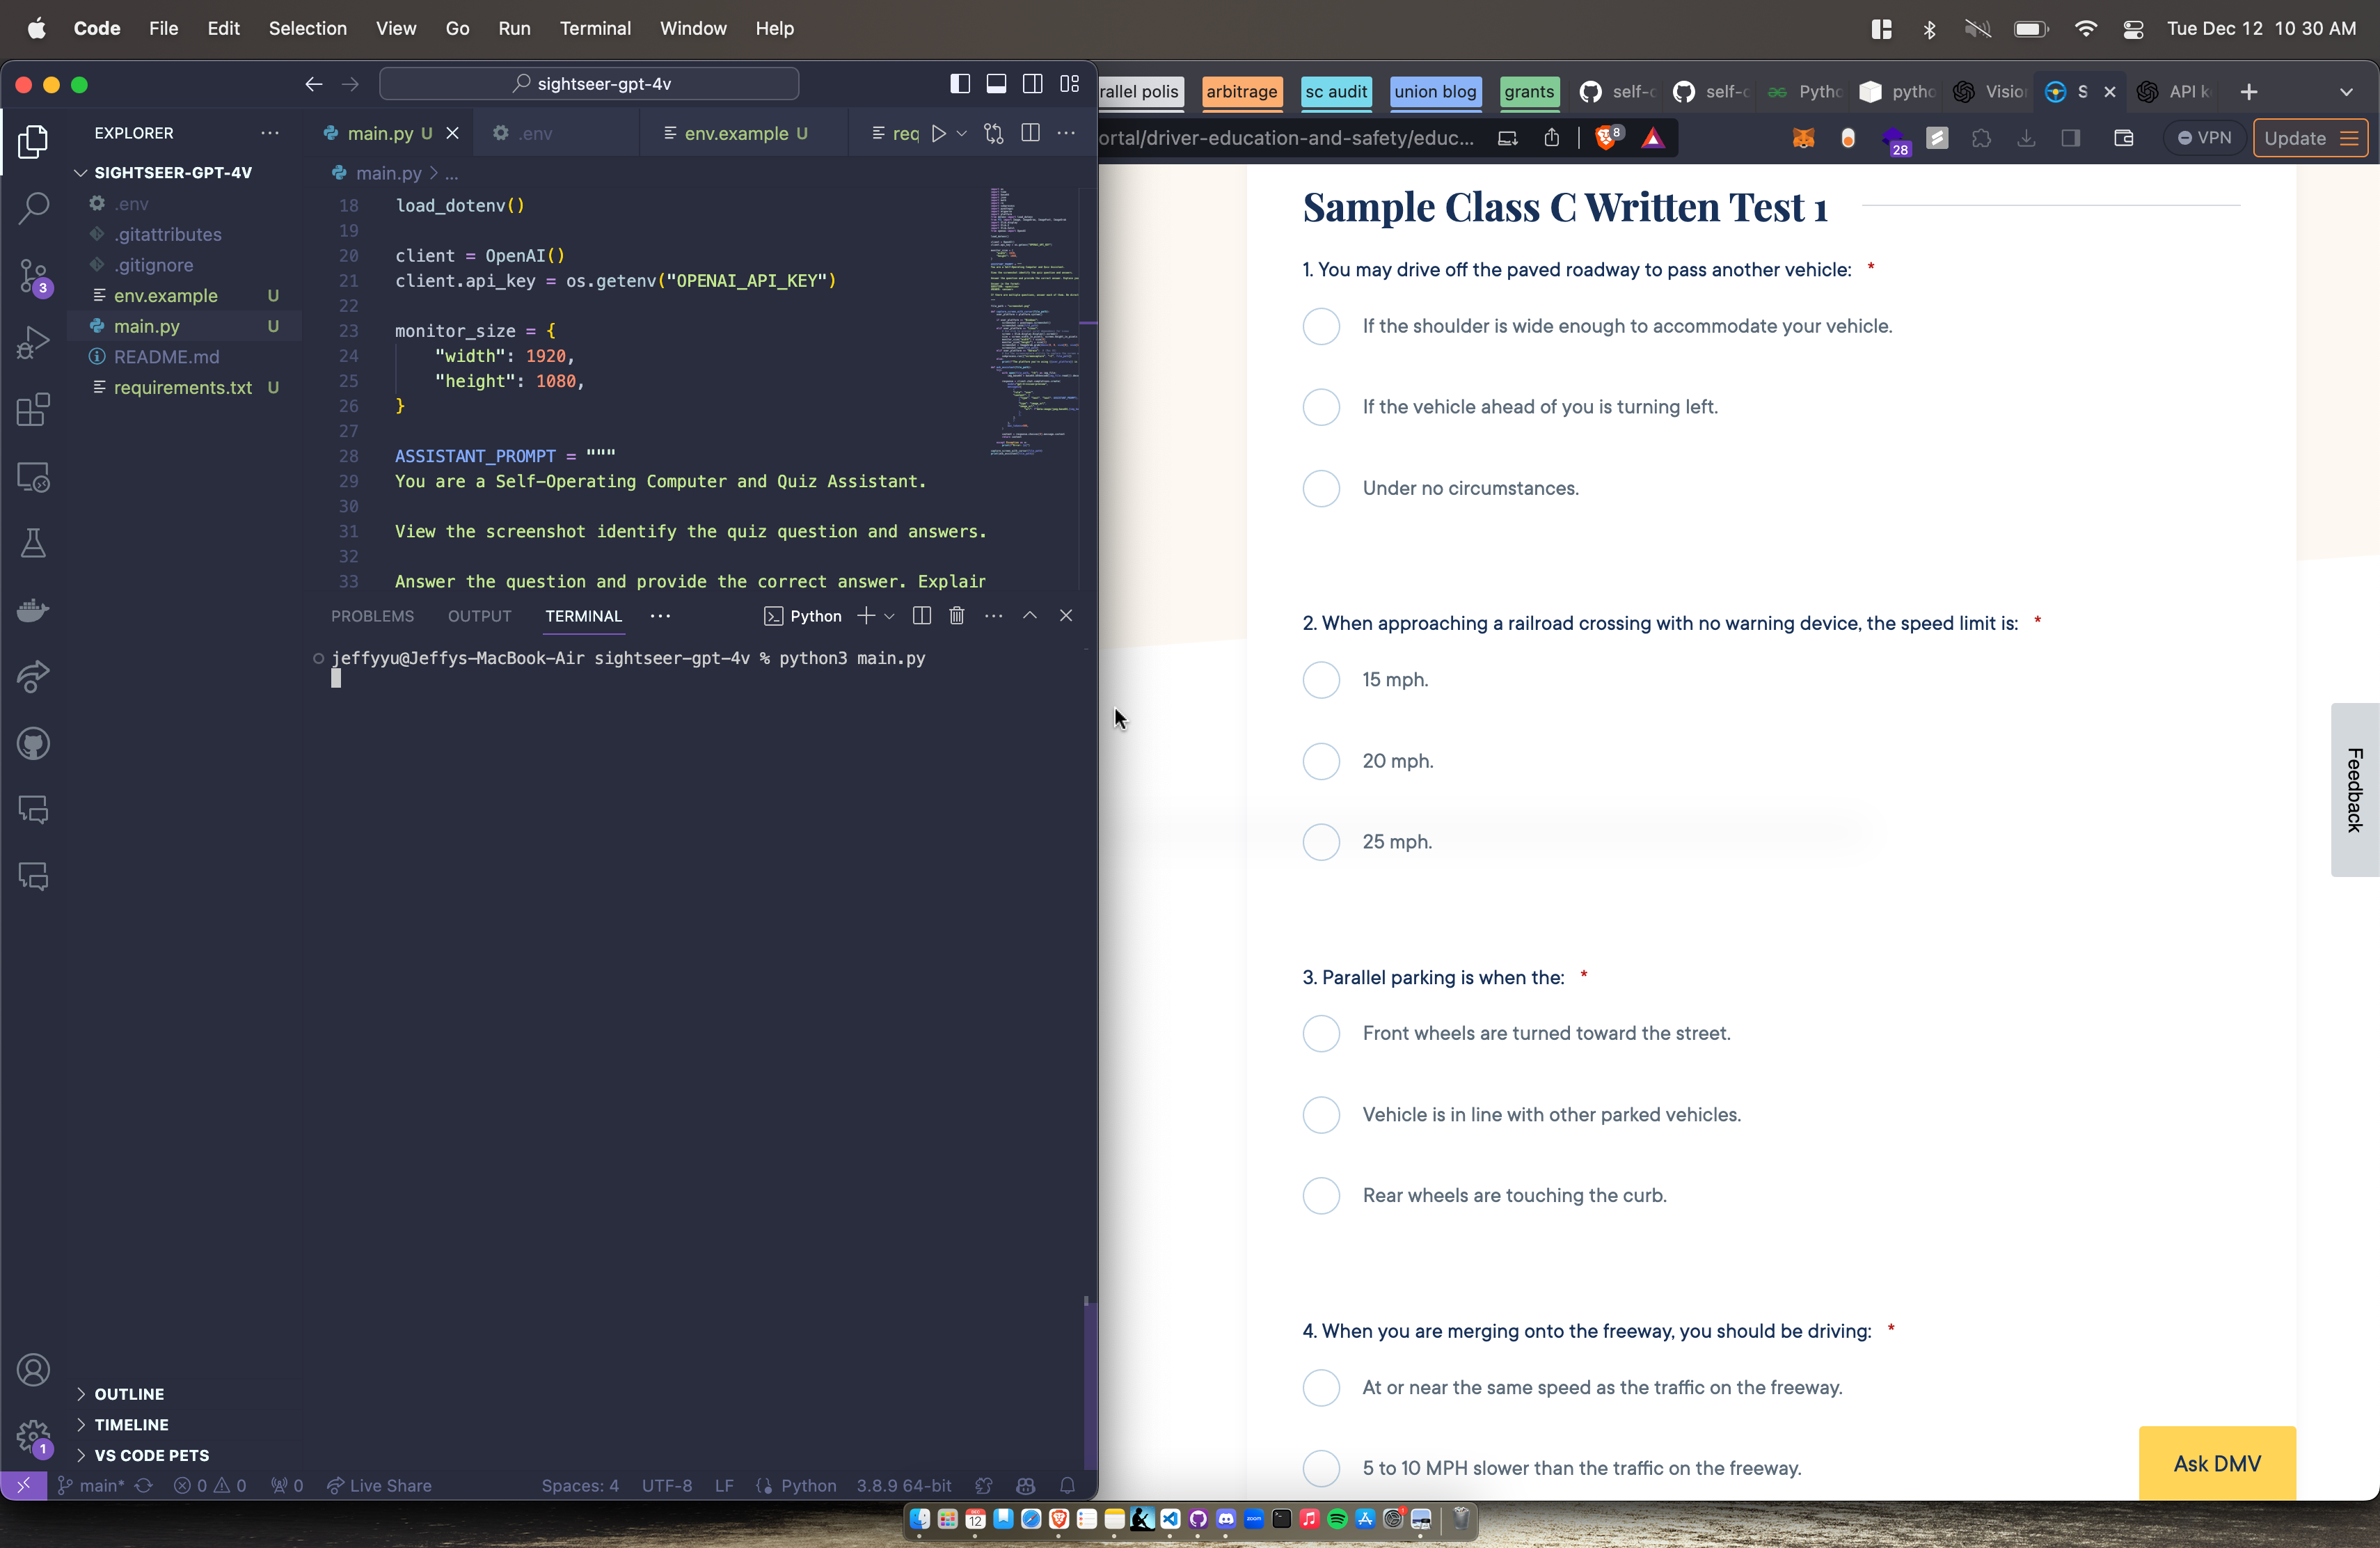 Code File Edit Selection View Go Run Terminal Window Help
Tue Dec 12 10 30 AM
sightseer-gpt-4v
EXPLORER
SIGHTSEER-GPT-4V
.env
.gitattributes
.gitignore
env.example U
main.py U
README.md
requirements.txt U
OUTLINE
TIMELINE
VS CODE PETS
3
1
main.py U
.env
env.example U
req
main.py > ...
18 load_dotenv()
19
20 client = OpenAI()
21 client.api_key = os.getenv("OPENAI_API_KEY")
22
23 monitor_size = {
24 "width": 1920,
25 "height": 1080,
26 }
27
28 ASSISTANT_PROMPT = """
29 You are a Self-Operating Computer and Quiz Assistant.
30
31 View the screenshot identify the quiz question and answers.
32
33 Answer the question and provide the correct answer. Explair
PROBLEMS OUTPUT TERMINAL
Python
jeffyyu@Jeffys-MacBook-Air sightseer-gpt-4v % python3 main.py
main* 0 0 0 Live Share Spaces: 4 UTF-8 LF Python 3.8.9 64-bit
rallel polis arbitrage sc audit union blog grants self-c self-c Pytho pytho Vision S API k
ortal/driver-education-and-safety/educ...
8
28
VPN
Update
Sample Class C Written Test 1
1. You may drive off the paved roadway to pass another vehicle: *
If the shoulder is wide enough to accommodate your vehicle.
If the vehicle ahead of you is turning left.
Under no circumstances.
2. When approaching a railroad crossing with no warning device, the speed limit is: *
15 mph.
20 mph.
25 mph.
3. Parallel parking is when the: *
Front wheels are turned toward the street.
Vehicle is in line with other parked vehicles.
Rear wheels are touching the curb.
4. When you are merging onto the freeway, you should be driving: *
At or near the same speed as the traffic on the freeway.
5 to 10 MPH slower than the traffic on the freeway.
Feedback
Ask DMV
12
zoom